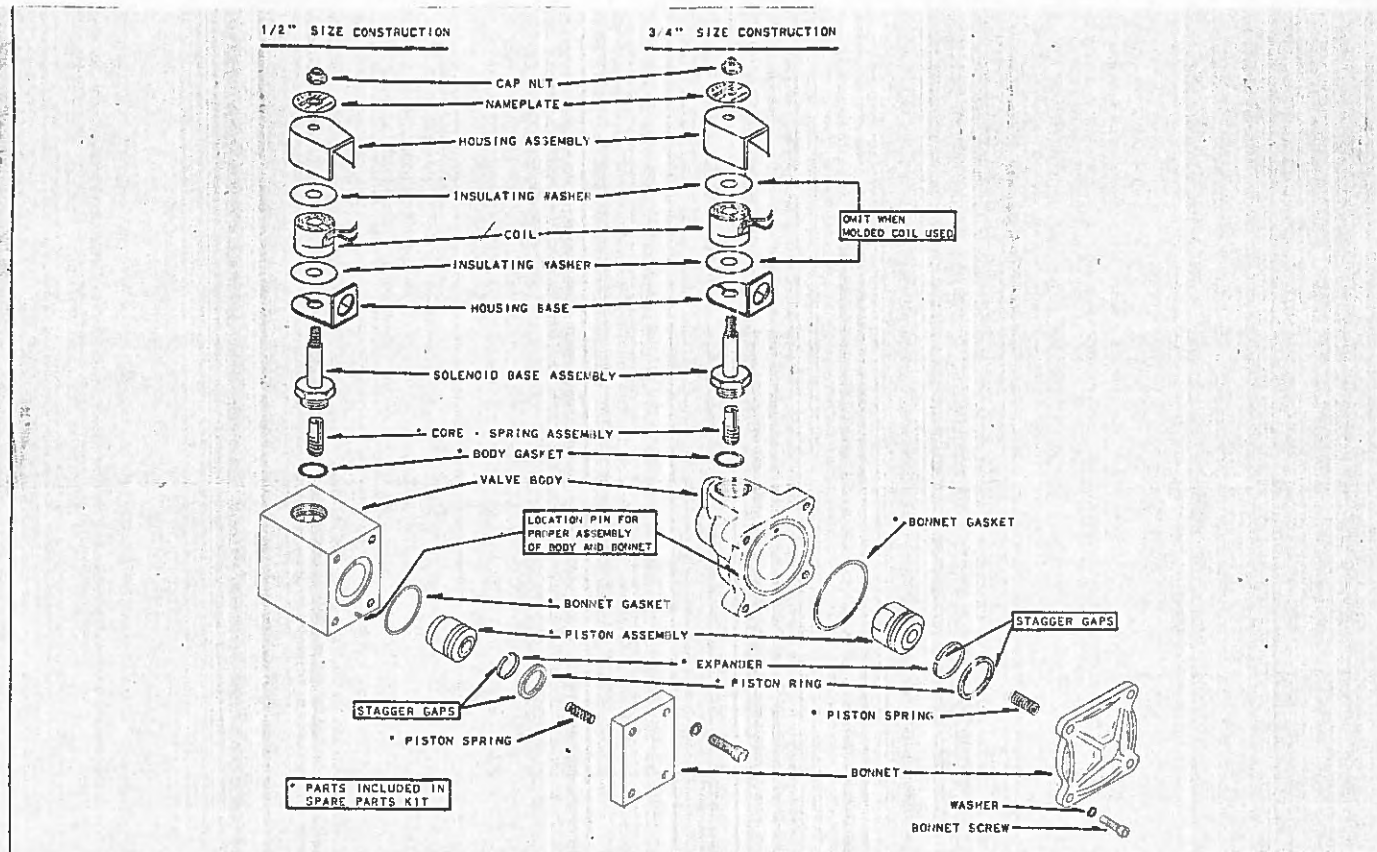 1/2" SIZE CONSTRUCTION
3/4" SIZE CONSTRUCTION
CAP NUT
NAMEPLATE
HOUSING ASSEMBLY
INSULATING WASHER
COIL
OMIT WHEN
MOLDED COIL USED
INSULATING WASHER
HOUSING BASE
SOLENOID BASE ASSEMBLY
* CORE - SPRING ASSEMBLY
* BODY GASKET
VALVE BODY
LOCATION PIN FOR
PROPER ASSEMBLY
OF BODY AND BONNET
* BONNET GASKET
* BONNET GASKET
* PISTON ASSEMBLY
STAGGER GAPS
* EXPANDER
* PISTON RING
STAGGER GAPS
* PISTON SPRING
* PISTON SPRING
BONNET
* PARTS INCLUDED IN
SPARE PARTS KIT
WASHER
BONNET SCREW